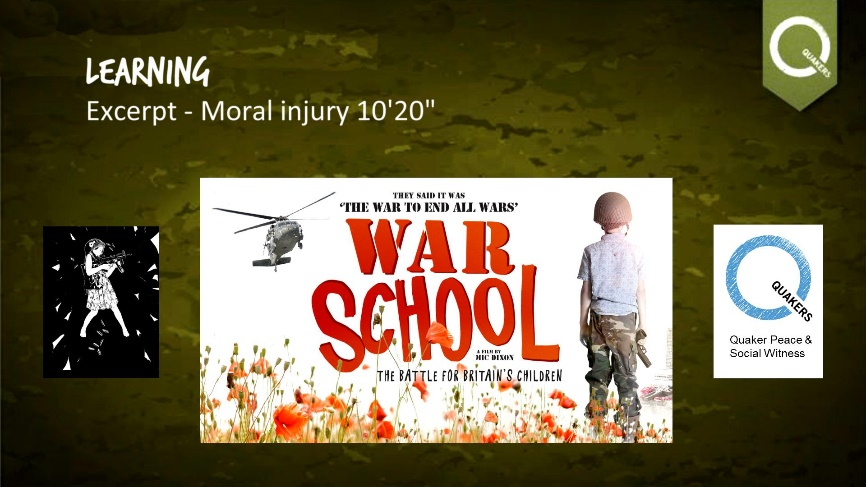 QUAKERS
LEARNING
Excerpt - Moral injury 10'20"
THEY SAID IT WAS
‘THE WAR TO END ALL WARS’
WAR
SCHOOL
A FILM BY
MIC DIXON
THE BATTLE FOR BRITAIN'S CHILDREN
QUAKERS
Quaker Peace &
Social Witness